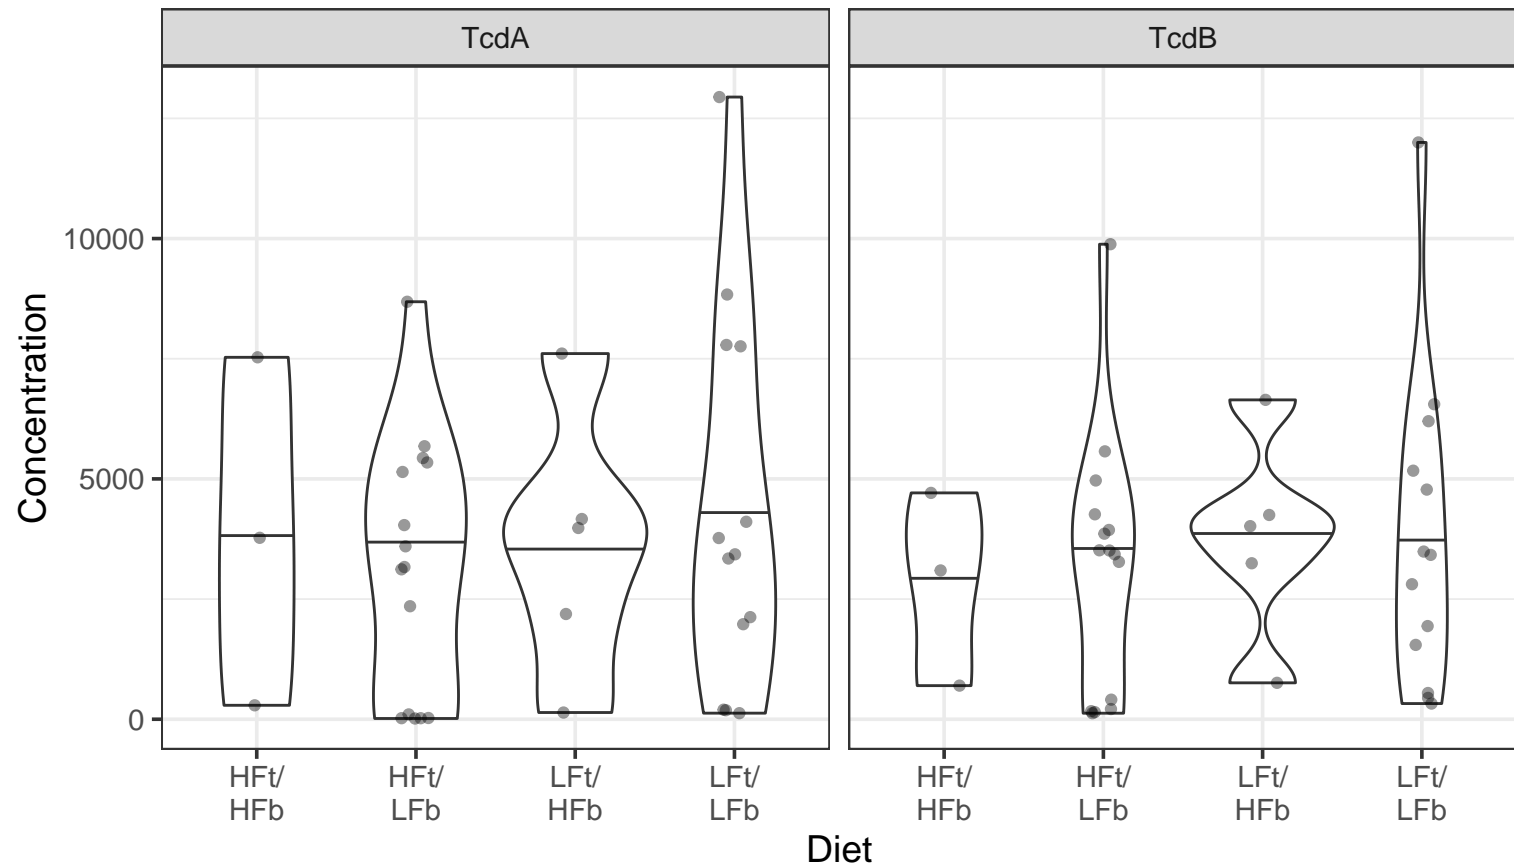 TcdA
TcdB
Concentration
10000
5000
0
HFt/
HFb
HFt/
LFb
LFt/
HFb
LFt/
LFb
HFt/
HFb
HFt/
LFb
LFt/
HFb
LFt/
LFb
Diet